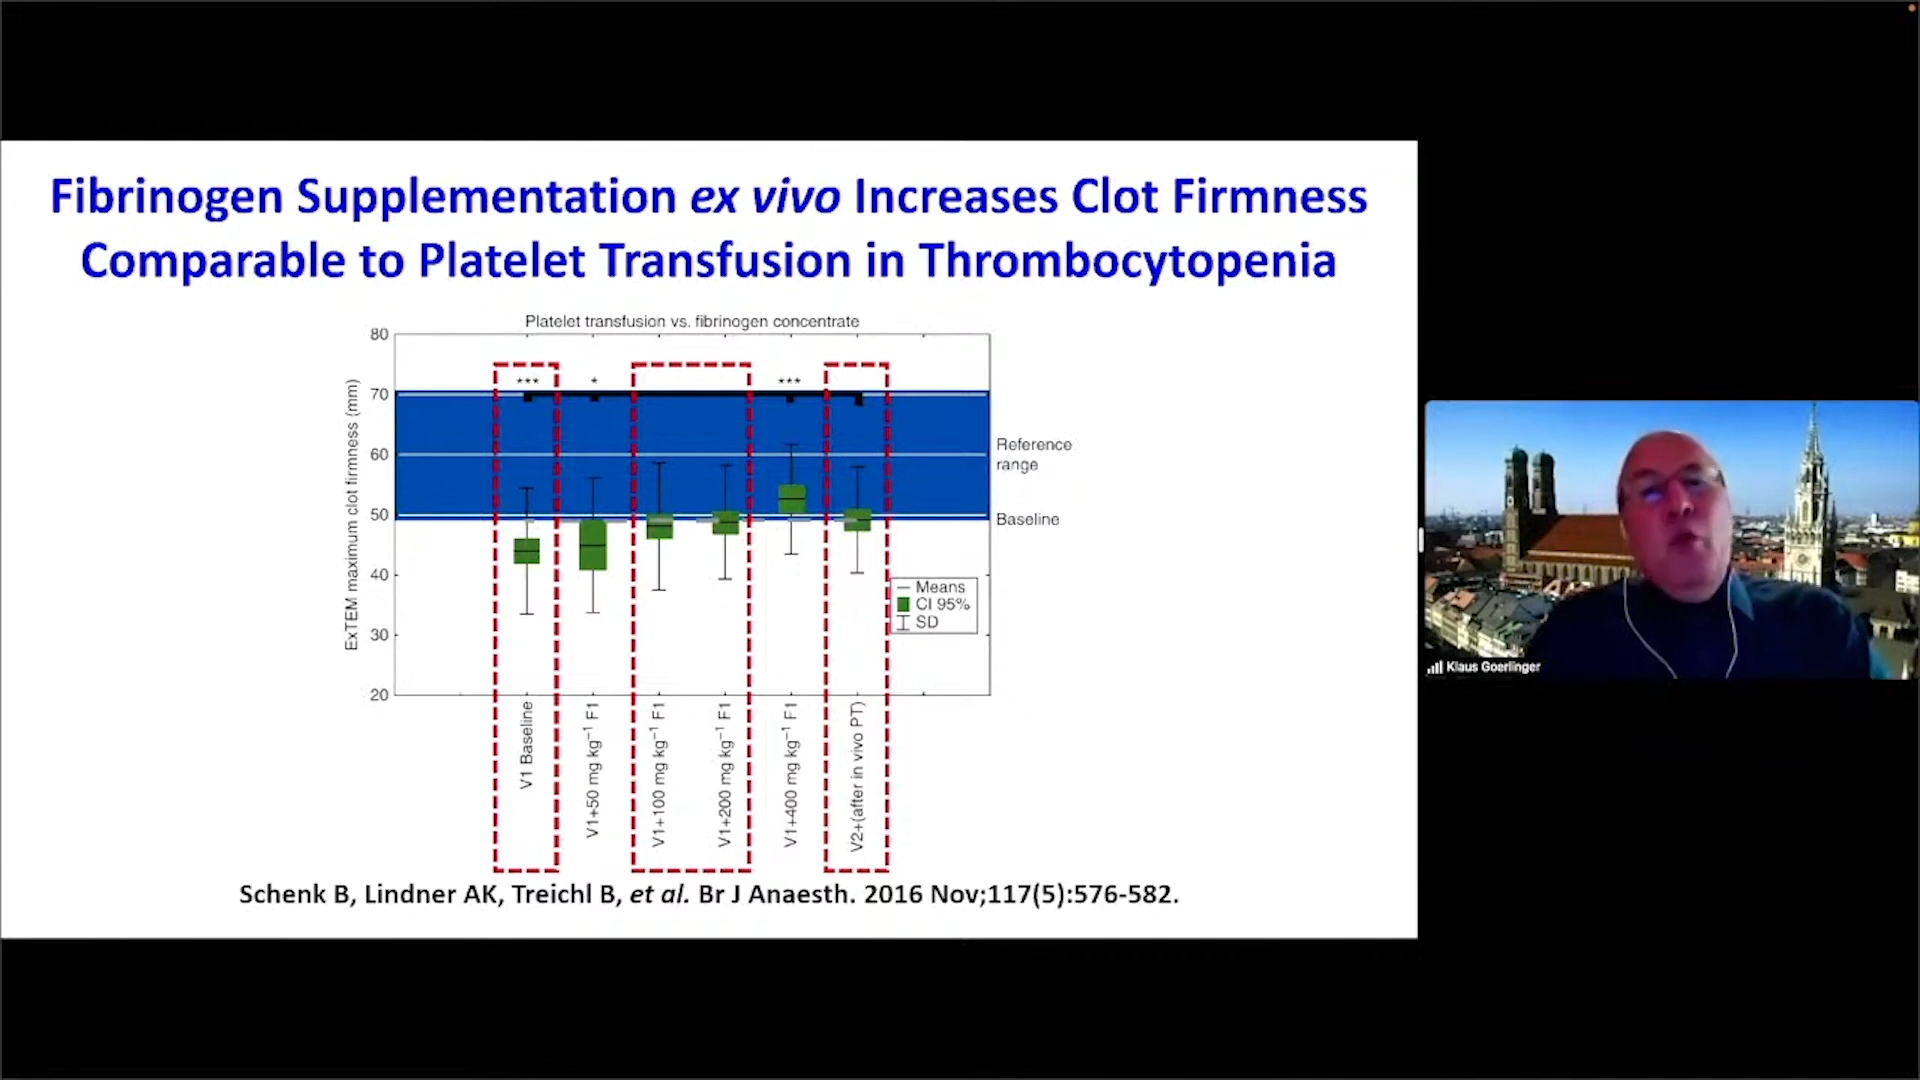 Fibrinogen Supplementation ex vivo Increases Clot Firmness
Comparable to Platelet Transfusion in Thrombocytopenia
Platelet transfusion vs. fibrinogen concentrate
ExTEM maximum clot firmness (mm)
80
70
60
50
40
30
20
***
*
***
Reference
range
Baseline
Means
CI 95%
SD
V1 Baseline
V1+50 mg kg⁻¹ F1
V1+100 mg kg⁻¹ F1
V1+200 mg kg⁻¹ F1
V1+400 mg kg⁻¹ F1
V2+(after in vivo PT)
Schenk B, Lindner AK, Treichl B, et al. Br J Anaesth. 2016 Nov;117(5):576-582.
Klaus Goerlinger